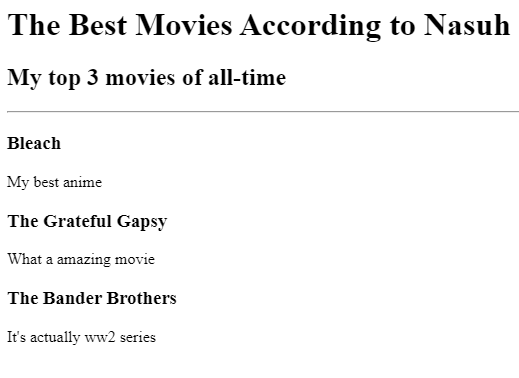 The Best Movies According to Nasuh
My top 3 movies of all-time
Bleach
My best anime
The Grateful Gapsy
What a amazing movie
The Bander Brothers
It's actually ww2 series